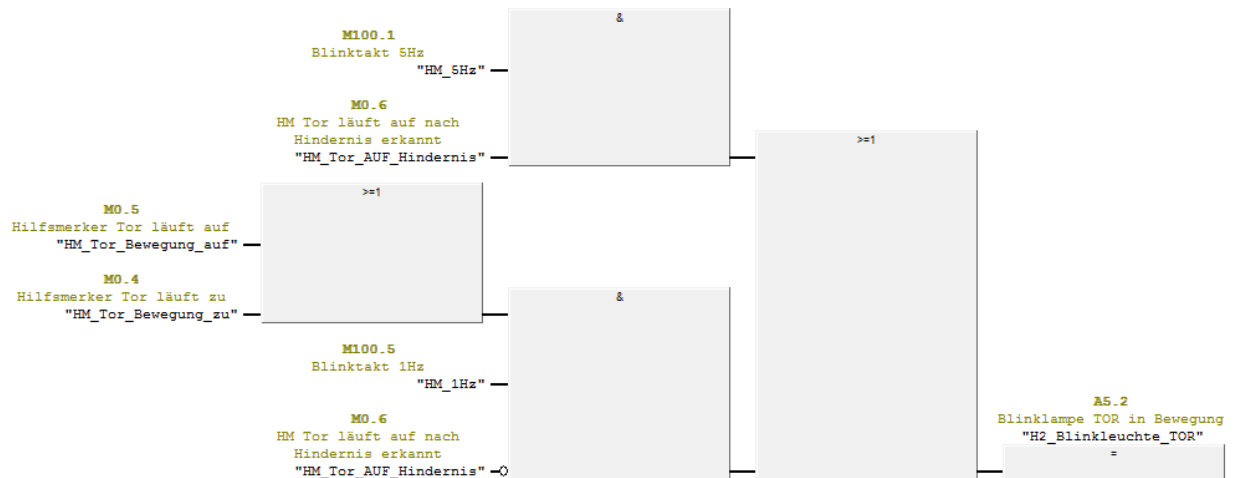 &
M100.1
Blinktakt 5Hz
"HM_5Hz"
M0.6
HM Tor läuft auf nach
Hindernis erkannt
"HM_Tor_AUF_Hindernis"
>=1
>=1
M0.5
Hilfsmerker Tor läuft auf
"HM_Tor_Bewegung_auf"
M0.4
Hilfsmerker Tor läuft zu
"HM_Tor_Bewegung_zu"
&
M100.5
Blinktakt 1Hz
"HM_1Hz"
M0.6
HM Tor läuft auf nach
Hindernis erkannt
"HM_Tor_AUF_Hindernis"
A5.2
Blinklampe TOR in Bewegung
"H2_Blinkleuchte_TOR"
=